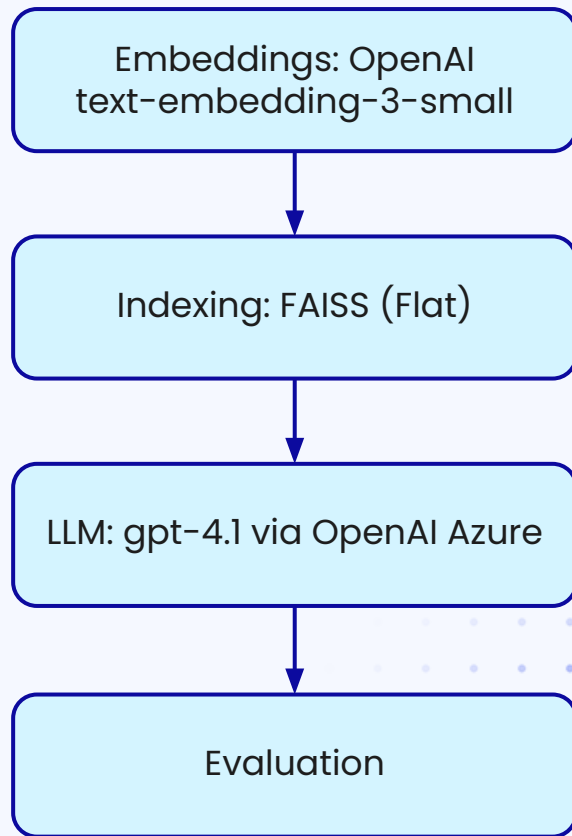 Embeddings: OpenAI
text-embedding-3-small
Indexing: FAISS (Flat)
LLM: gpt-4.1 via OpenAI Azure
Evaluation